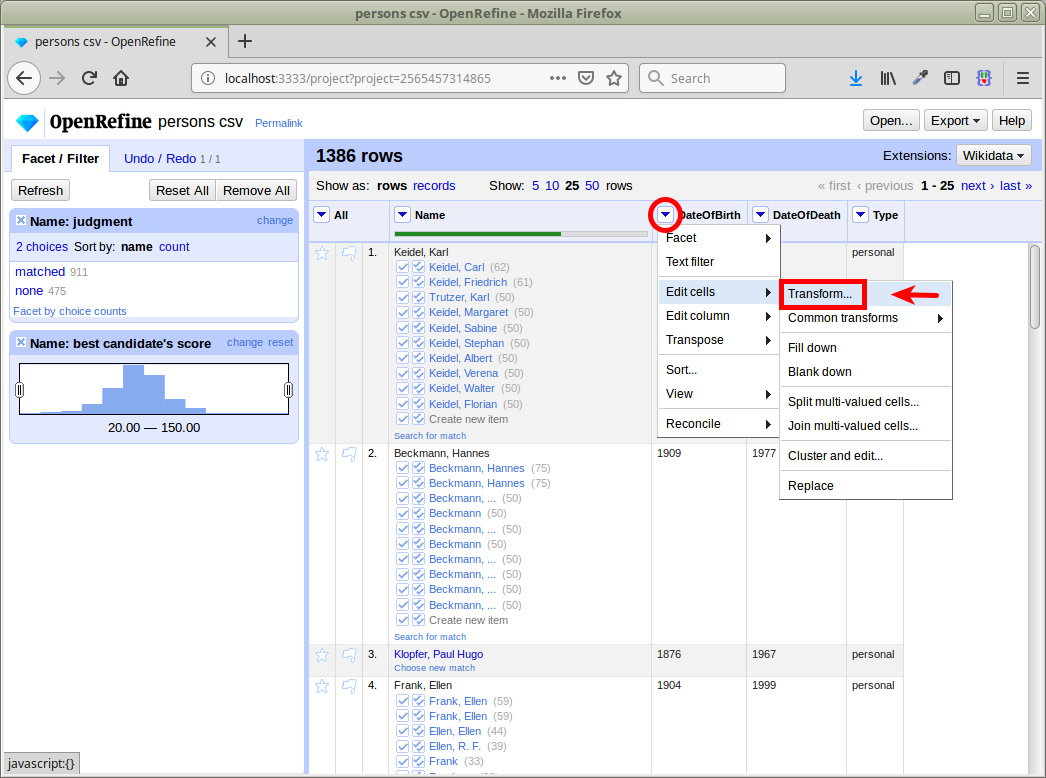 persons csv - OpenRefine - Mozilla Firefox
persons csv - OpenRefine
localhost:3333/project?project=2565457314865
Search
OpenRefine persons csv Permalink
Open... Export Help
Facet / Filter Undo / Redo 1 / 1
1386 rows
Extensions: Wikidata
Refresh Reset All Remove All
Show as: rows records Show: 5 10 25 50 rows
« first ‹ previous 1 - 25 next › last »
Name: judgment change
2 choices Sort by: name count
matched 911
none 475
Facet by choice counts
Name: best candidate's score change reset
20.00 — 150.00
All Name DateOfBirth DateOfDeath Type
1. Keidel, Karl personal
Keidel, Carl (62)
Keidel, Friedrich (61)
Trutzer, Karl (50)
Keidel, Margaret (50)
Keidel, Sabine (50)
Keidel, Stephan (50)
Keidel, Albert (50)
Keidel, Verena (50)
Keidel, Walter (50)
Keidel, Florian (50)
Create new item
Search for match
Facet
Text filter
Edit cells
Edit column
Transpose
Sort...
View
Reconcile
Transform...
Common transforms
Fill down
Blank down
Split multi-valued cells...
Join multi-valued cells...
Cluster and edit...
Replace
2. Beckmann, Hannes 1909 1977
Beckmann, Hannes (75)
Beckmann, Hannes (75)
Beckmann, ... (50)
Beckmann (50)
Beckmann, ... (50)
Beckmann (50)
Beckmann, ... (50)
Beckmann, ... (50)
Beckmann, ... (50)
Beckmann, ... (50)
Create new item
Search for match
3. Klopfer, Paul Hugo 1876 1967 personal
Choose new match
4. Frank, Ellen 1904 1999 personal
Frank, Ellen (59)
Frank, Ellen (59)
Ellen, Ellen (44)
Ellen, R. F. (39)
Frank (33)
javascript:{}